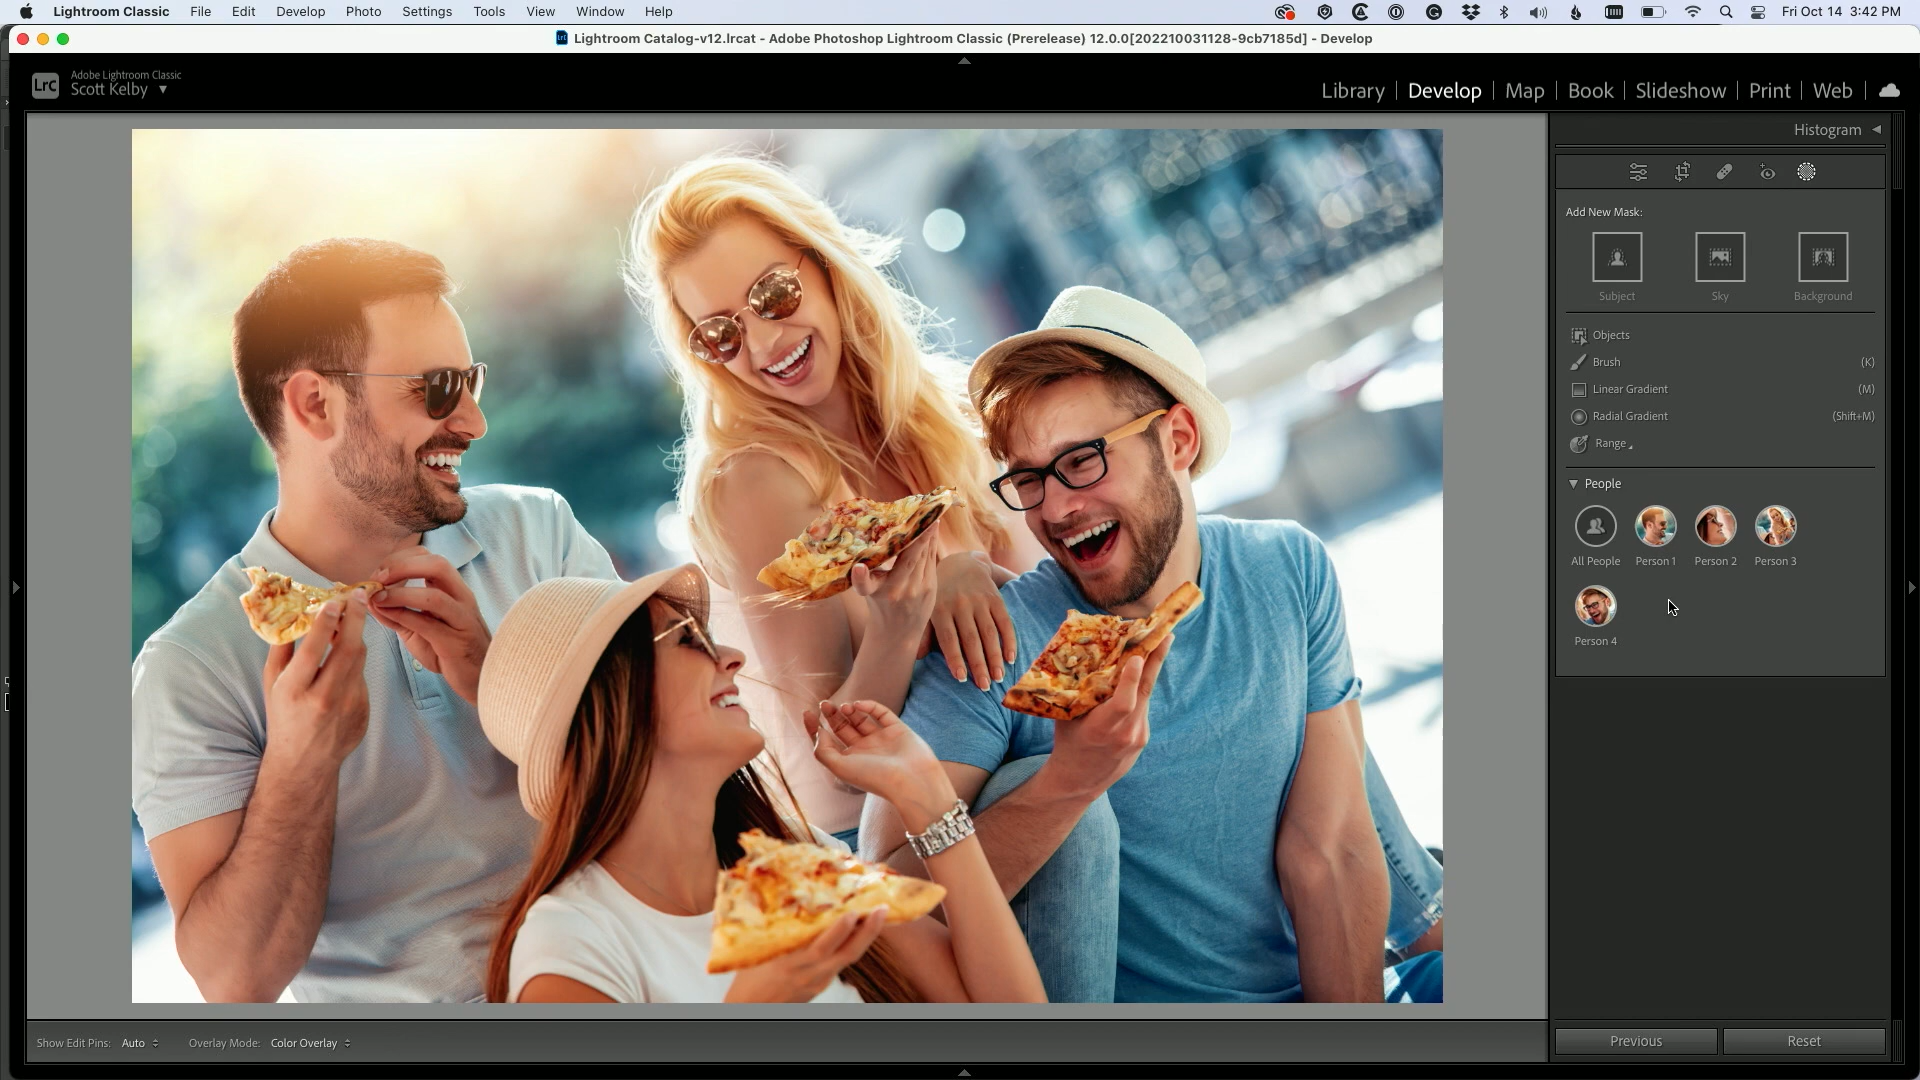 Lightroom Classic File Edit Develop Photo Settings Tools View Window Help Fri Oct 14 3:42 PM
Lightroom Catalog-v12.lrcat - Adobe Photoshop Lightroom Classic (Prerelease) 12.0.0[202210031128-9cb7185d] - Develop
Lrc
Adobe Lightroom Classic
Scott Kelby
Library | Develop | Map | Book | Slideshow | Print | Web
Histogram
Add New Mask:
Subject Sky Background
Objects
Brush (K)
Linear Gradient (M)
Radial Gradient (Shift+M)
Range
People
All People Person 1 Person 2 Person 3
Person 4
Show Edit Pins: Auto Overlay Mode: Color Overlay
Previous Reset